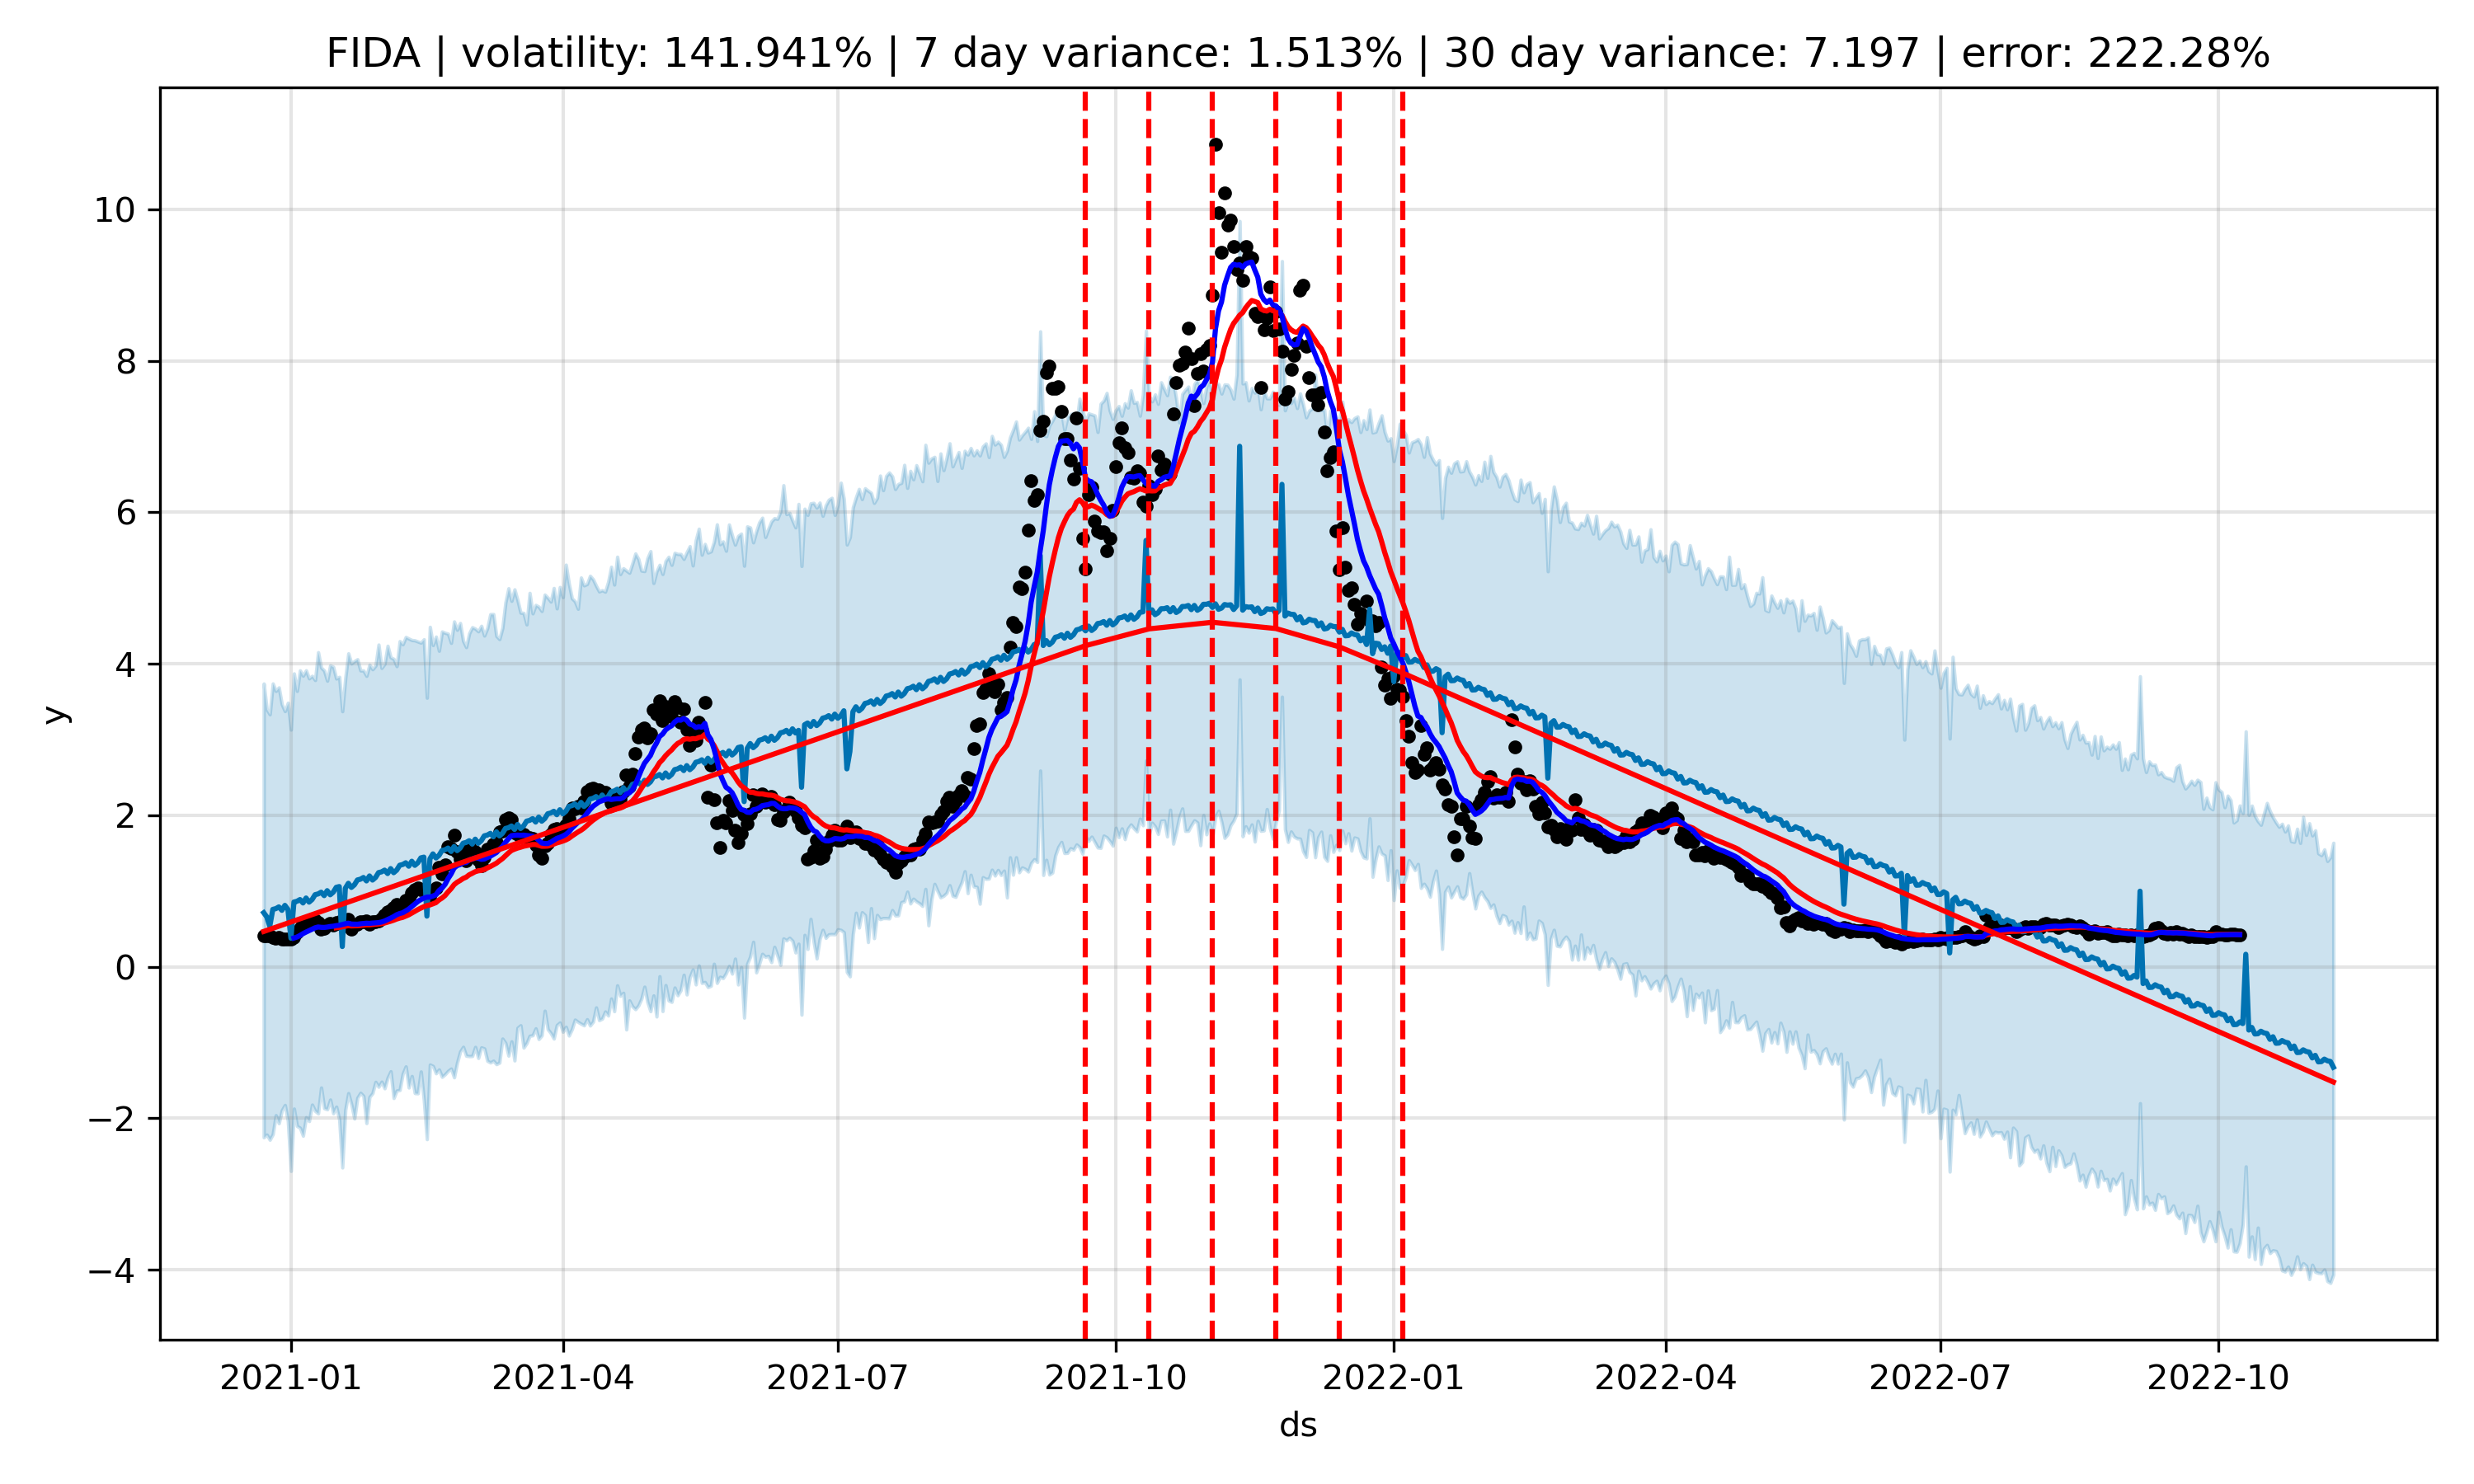 FIDA | volatility: 141.941% | 7 day variance: 1.513% | 30 day variance: 7.197 | error: 222.28%
y
10
8
6
4
2
0
−2
−4
2021-01 2021-04 2021-07 2021-10 2022-01 2022-04 2022-07 2022-10
ds